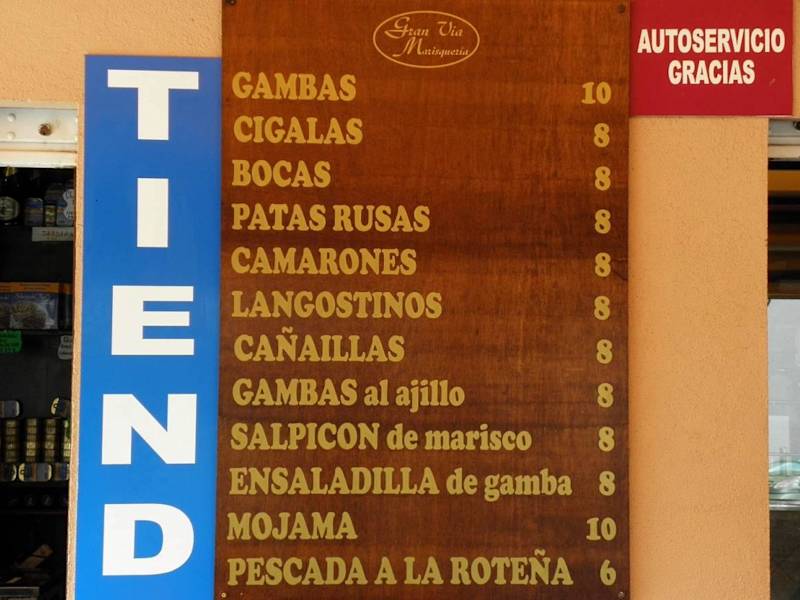 Gran Via
Marisquería
AUTOSERVICIO
GRACIAS
TIEND
GAMBAS 10
CIGALAS 8
BOCAS 8
PATAS RUSAS 8
CAMARONES 8
LANGOSTINOS 8
CAÑAILLAS 8
GAMBAS al ajillo 8
SALPICON de marisco 8
ENSALADILLA de gamba 8
MOJAMA 10
PESCADA A LA ROTEÑA 6